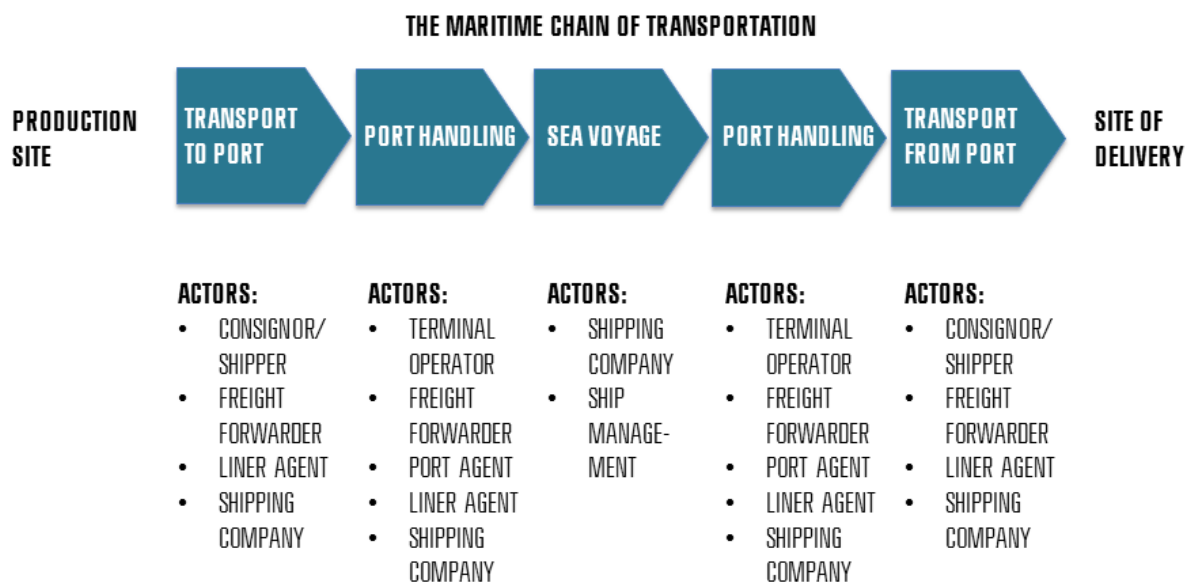 THE MARITIME CHAIN OF TRANSPORTATION
PRODUCTION
SITE
TRANSPORT
TO PORT
PORT HANDLING
SEA VOYAGE
PORT HANDLING
TRANSPORT
FROM PORT
SITE OF
DELIVERY
ACTORS:
• CONSIGNOR/
SHIPPER
• FREIGHT
FORWARDER
• LINER AGENT
• SHIPPING
COMPANY
ACTORS:
• TERMINAL
OPERATOR
• FREIGHT
FORWARDER
• PORT AGENT
• LINER AGENT
• SHIPPING
COMPANY
ACTORS:
• SHIPPING
COMPANY
• SHIP
MANAGE-
MENT
ACTORS:
• TERMINAL
OPERATOR
• FREIGHT
FORWARDER
• PORT AGENT
• LINER AGENT
• SHIPPING
COMPANY
ACTORS:
• CONSIGNOR/
SHIPPER
• FREIGHT
FORWARDER
• LINER AGENT
• SHIPPING
COMPANY